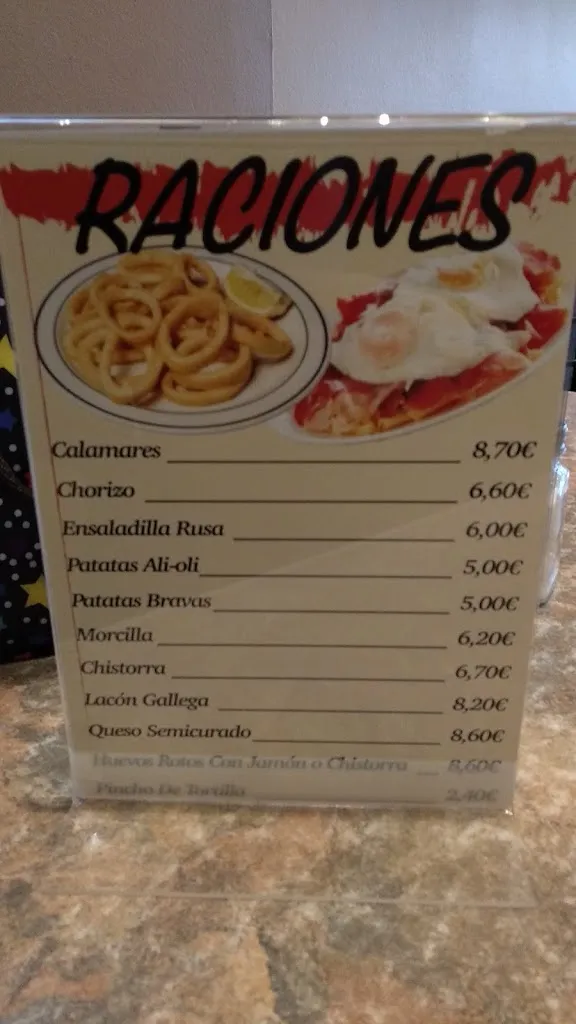 RACIONES
Calamares 8,70€
Chorizo 6,60€
Ensaladilla Rusa 6,00€
Patatas Ali-oli 5,00€
Patatas Bravas 5,00€
Morcilla 6,20€
Chistorra 6,70€
Lacón Gallega 8,20€
Queso Semicurado 8,60€
Huevos Rotos Con Jamón o Chistorra 8,60€
Pincho De Tortilla 2,40€